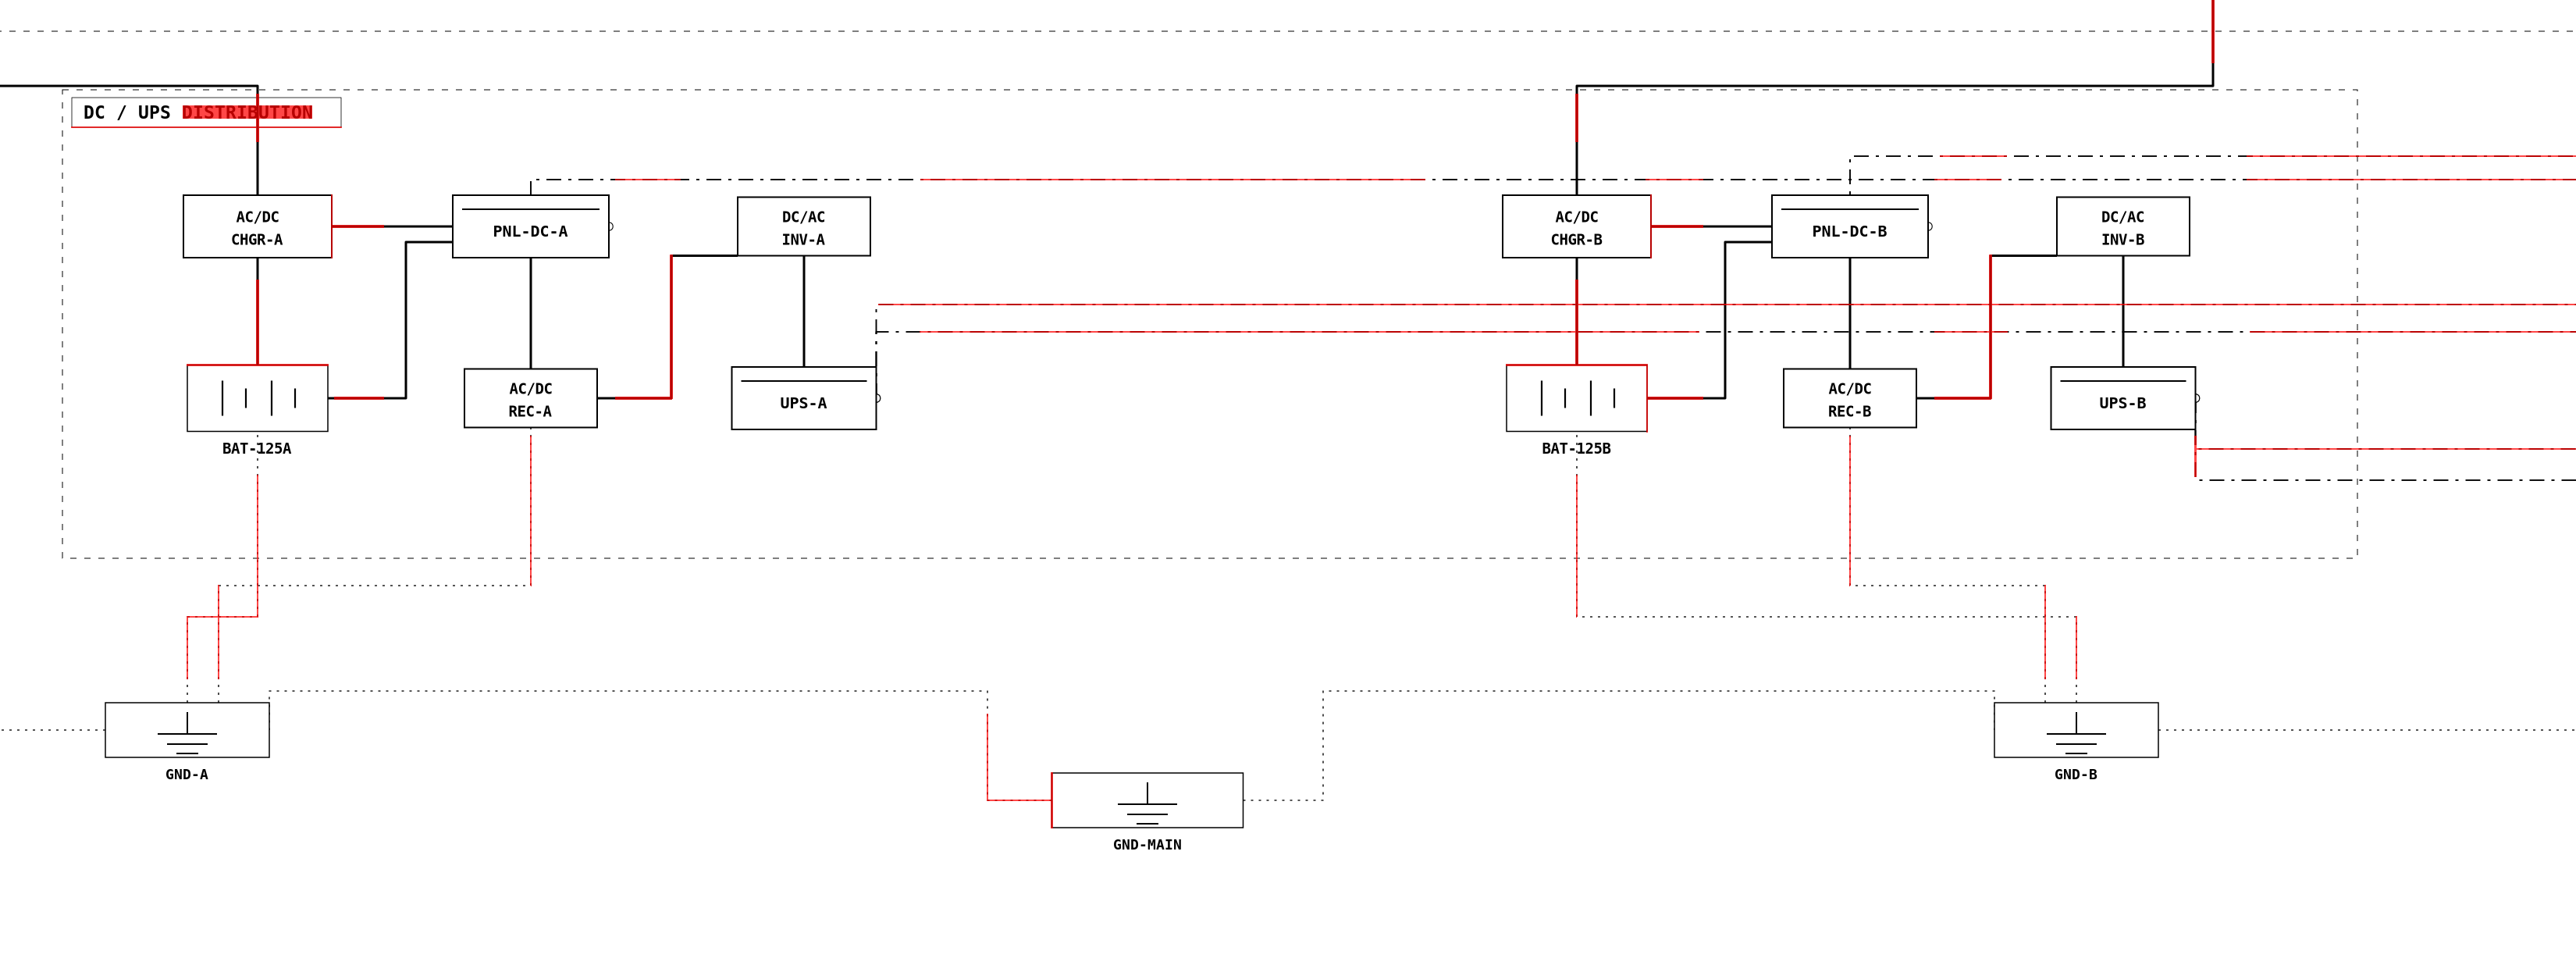 DC / UPS DISTRIBUTION
AC/DC
CHGR-A
PNL-DC-A
DC/AC
INV-A
AC/DC
CHGR-B
PNL-DC-B
DC/AC
INV-B
BAT-125A
AC/DC
REC-A
UPS-A
BAT-125B
AC/DC
REC-B
UPS-B
GND-A
GND-MAIN
GND-B